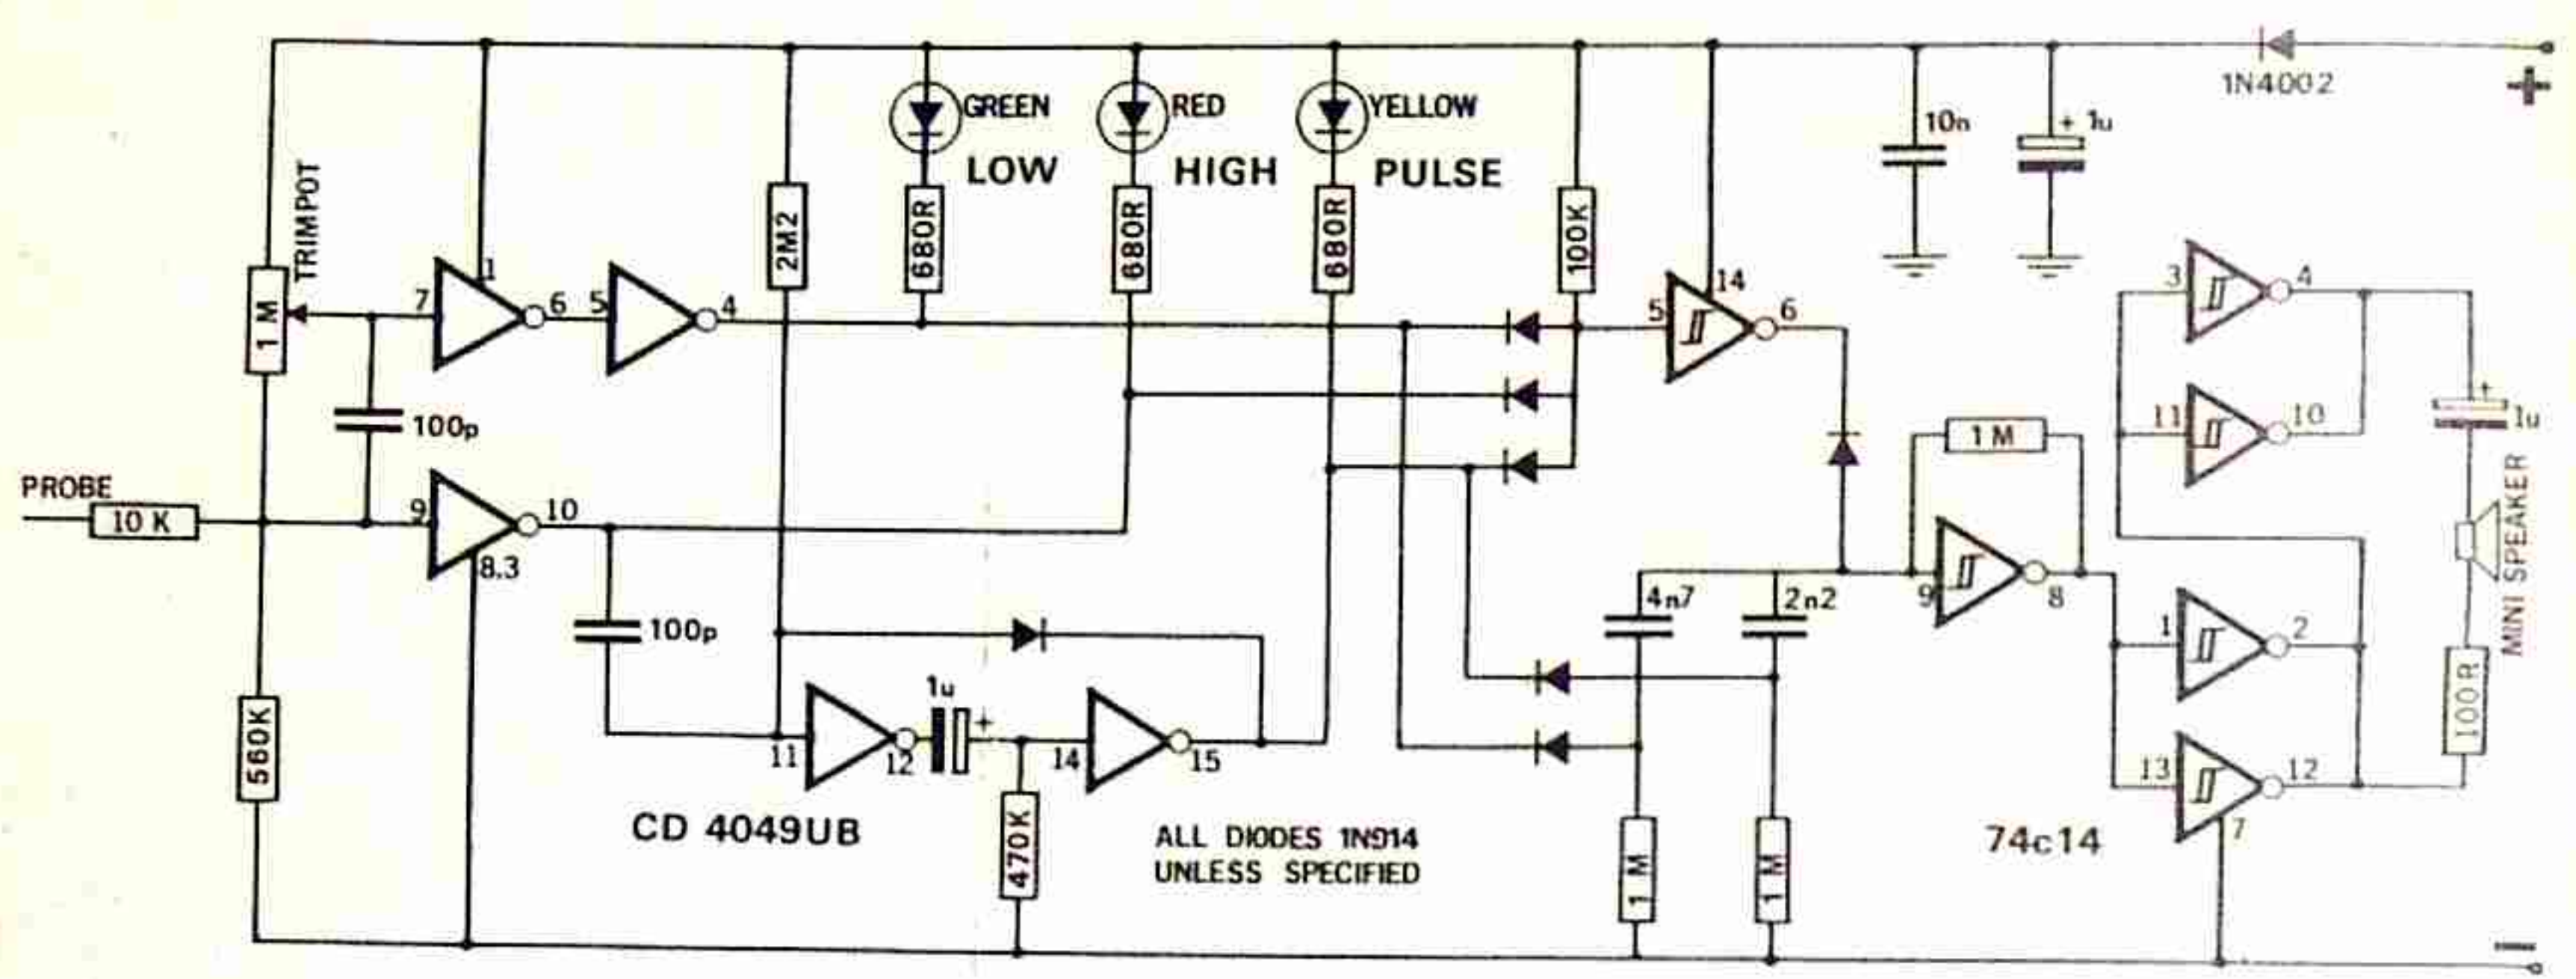 1N4002
+
GREEN
RED
YELLOW
10n
+ 1u
LOW
HIGH
PULSE
TRIMPOT
1 M
2M2
680R
680R
680R
100K
1
7
6
5
4
14
5
6
3
4
100p
11
10
+
1u
1 M
PROBE
10 K
9
10
8.3
MINI SPEAKER
4n7
2n2
9
8
100p
1
2
100R
560K
1u
+
11
12
14
15
13
12
7
CD 4049UB
470K
ALL DIODES 1N914
UNLESS SPECIFIED
1 M
1 M
74c14